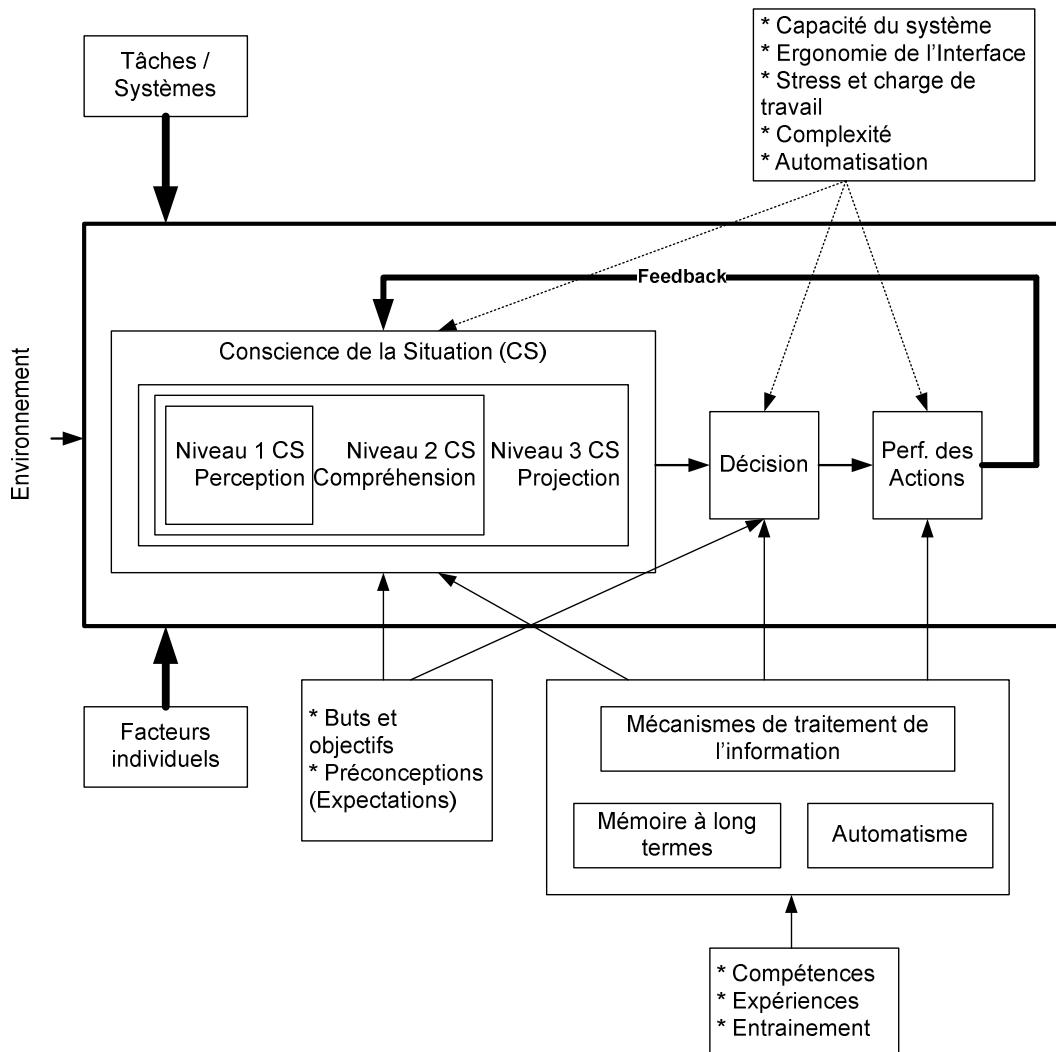 Tâches /
Systèmes
* Capacité du système
* Ergonomie de l'Interface
* Stress et charge de
travail
* Complexité
* Automatisation
Feedback
Conscience de la Situation (CS)
Environnement
Niveau 1 CS
Perception
Niveau 2 CS
Compréhension
Niveau 3 CS
Projection
Décision
Perf. des
Actions
Facteurs
individuels
* Buts et
objectifs
* Préconceptions
(Expectations)
Mécanismes de traitement de
l'information
Mémoire à long
termes
Automatisme
* Compétences
* Expériences
* Entrainement